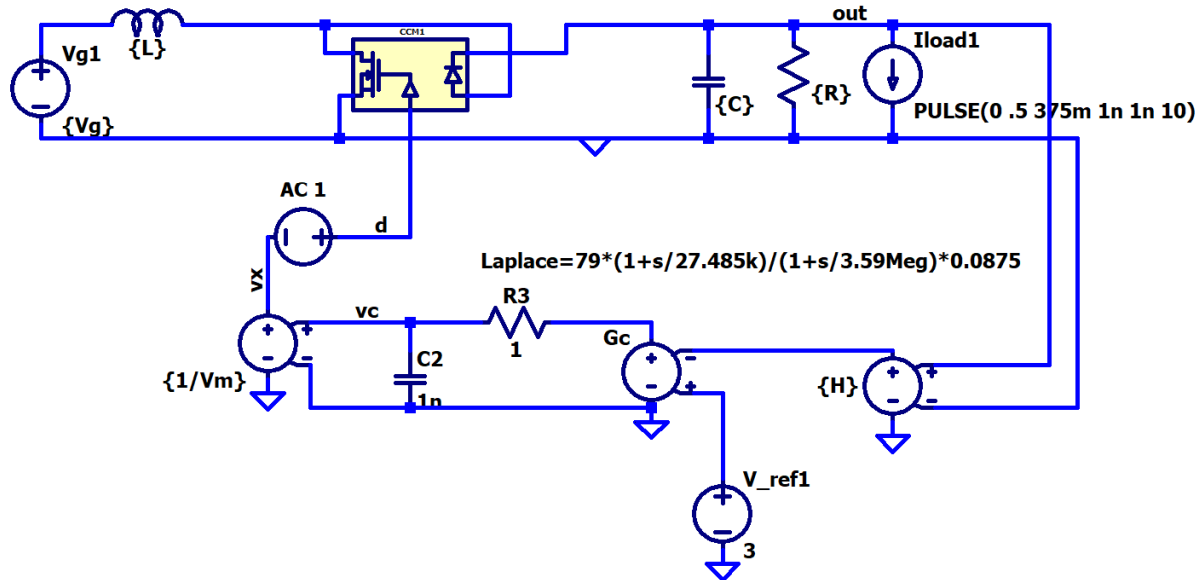 out
CCM1
Iload1
Vg1
{L}
{C}
{R}
{Vg}
PULSE(0 .5 375m 1n 1n 10)
AC 1
d
Laplace=79*(1+s/27.485k)/(1+s/3.59Meg)*0.0875
vx
R3
vc
Gc
1
C2
{1/Vm}
{H}
1n
V_ref1
3